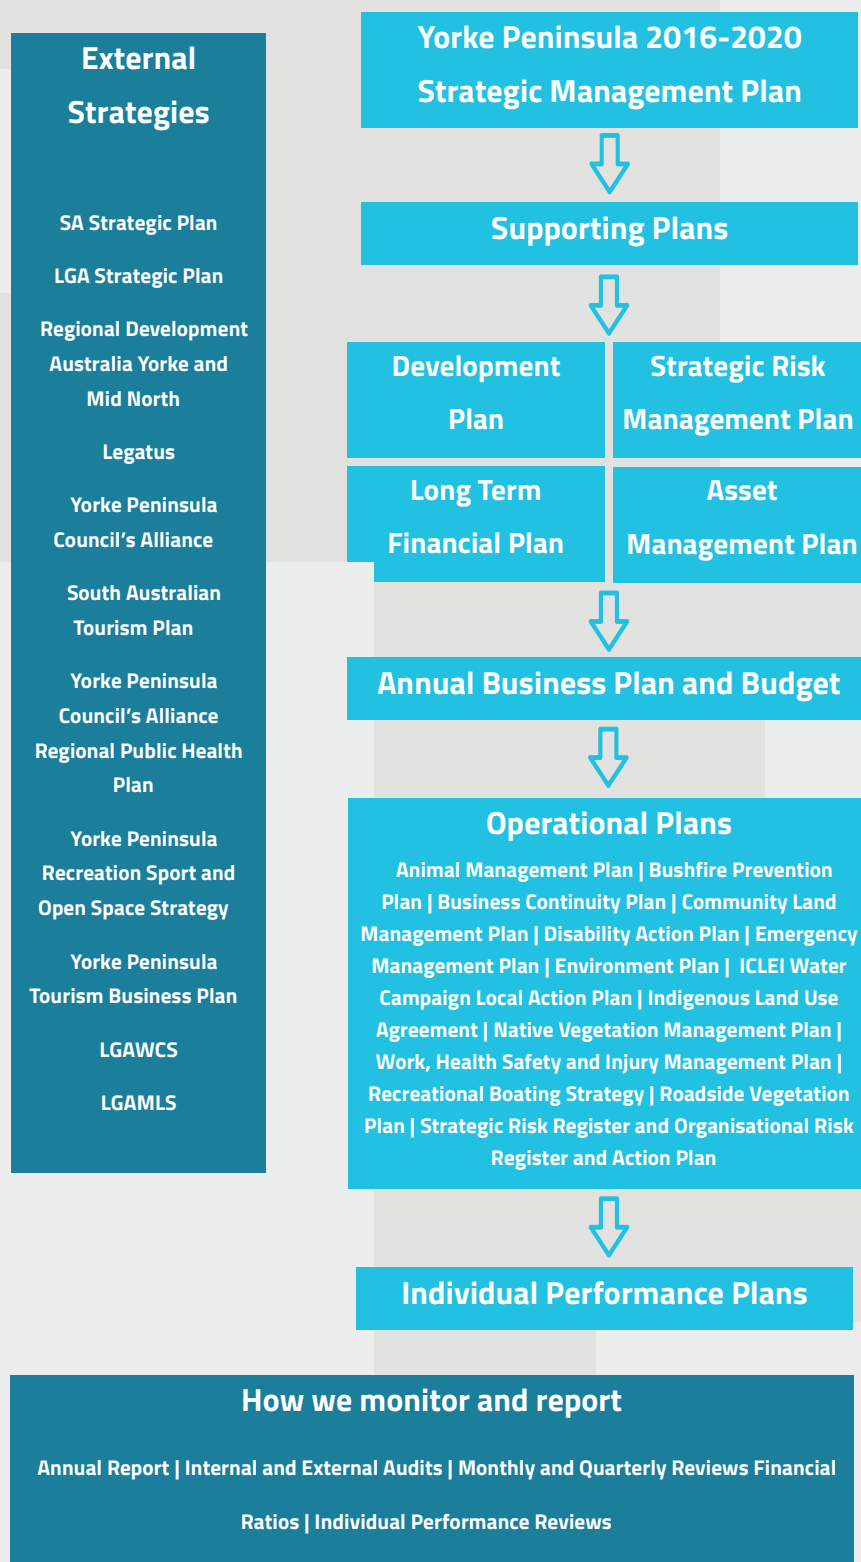 External
Strategies
SA Strategic Plan
LGA Strategic Plan
Regional Development
Australia Yorke and
Mid North
Legatus
Yorke Peninsula
Council's Alliance
South Australian
Tourism Plan
Yorke Peninsula
Council's Alliance
Regional Public Health
Plan
Yorke Peninsula
Recreation Sport and
Open Space Strategy
Yorke Peninsula
Tourism Business Plan
LGAWCS
LGAMLS
Yorke Peninsula 2016-2020
Strategic Management Plan
Supporting Plans
Development
Plan
Strategic Risk
Management Plan
Long Term
Financial Plan
Asset
Management Plan
Annual Business Plan and Budget
Operational Plans
Animal Management Plan | Bushfire Prevention
Plan | Business Continuity Plan | Community Land
Management Plan | Disability Action Plan | Emergency
Management Plan | Environment Plan | ICLEI Water
Campaign Local Action Plan | Indigenous Land Use
Agreement | Native Vegetation Management Plan |
Work, Health Safety and Injury Management Plan |
Recreational Boating Strategy | Roadside Vegetation
Plan | Strategic Risk Register and Organisational Risk
Register and Action Plan
Individual Performance Plans
How we monitor and report
Annual Report | Internal and External Audits | Monthly and Quarterly Reviews Financial
Ratios | Individual Performance Reviews